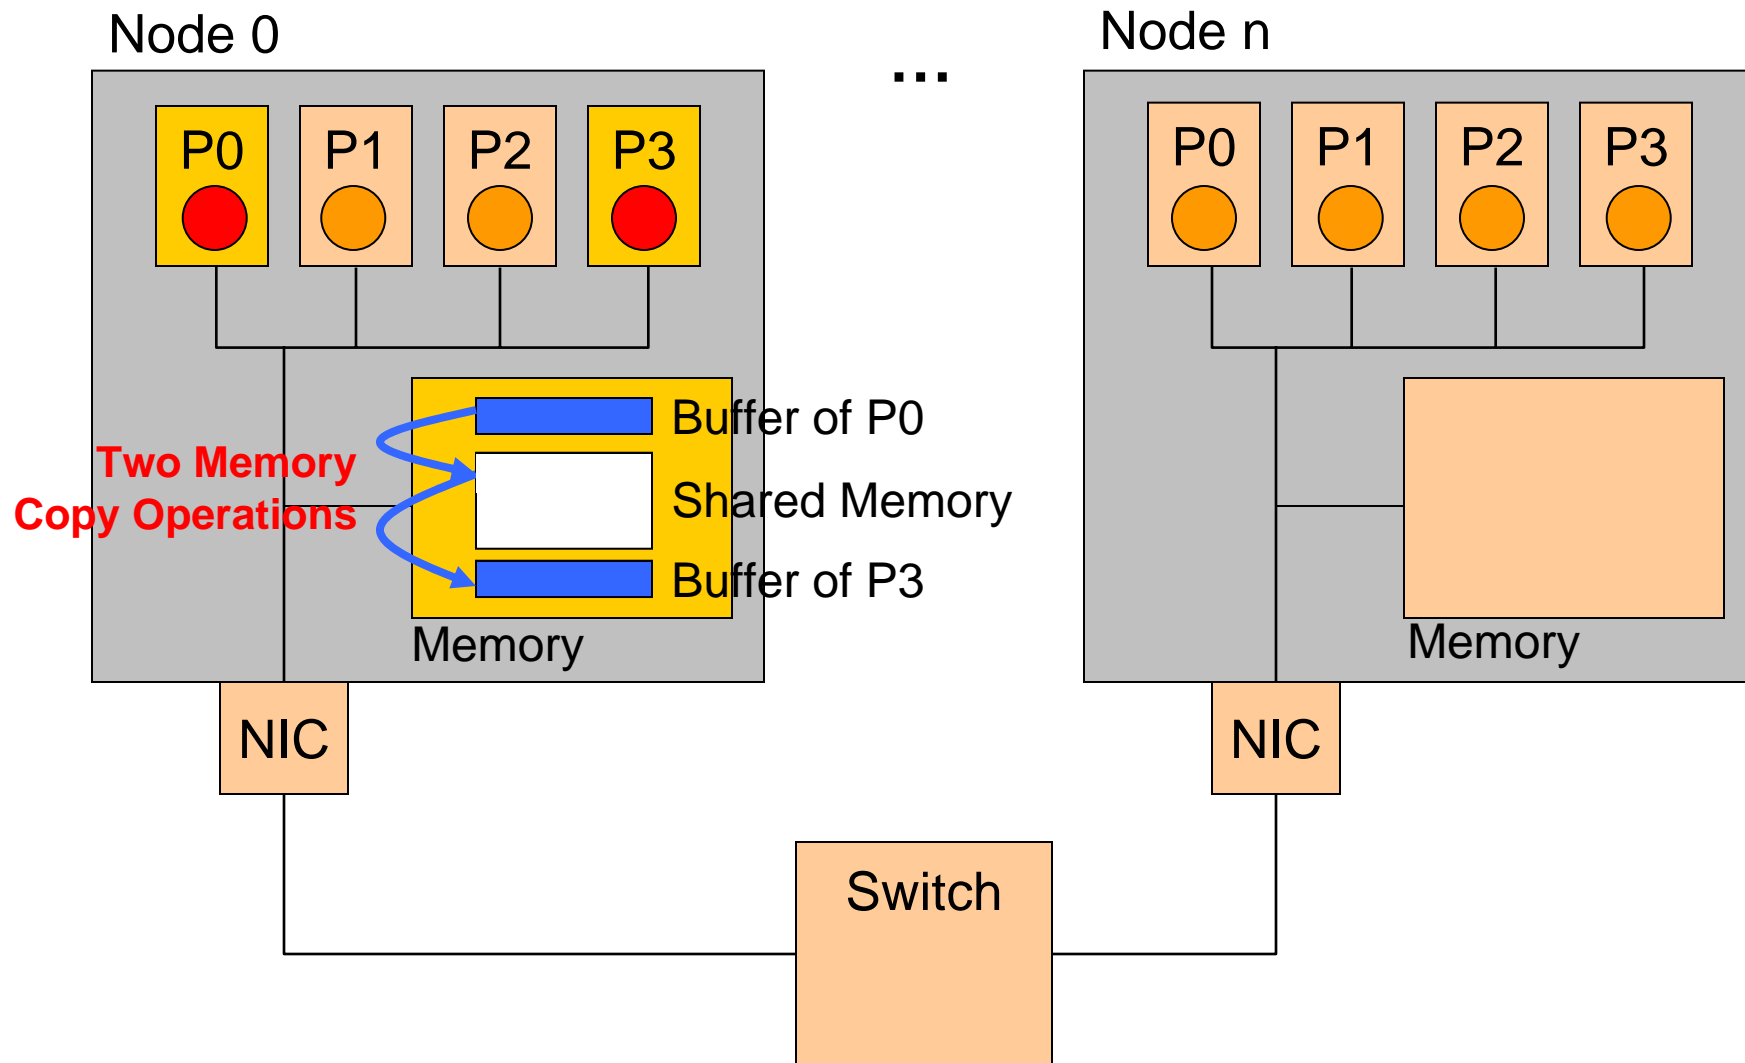 Node 0
...
Node n
P0 P1 P2 P3
P0 P1 P2 P3
Buffer of P0
Two Memory
Copy Operations
Shared Memory
Buffer of P3
Memory
Memory
NIC
NIC
Switch